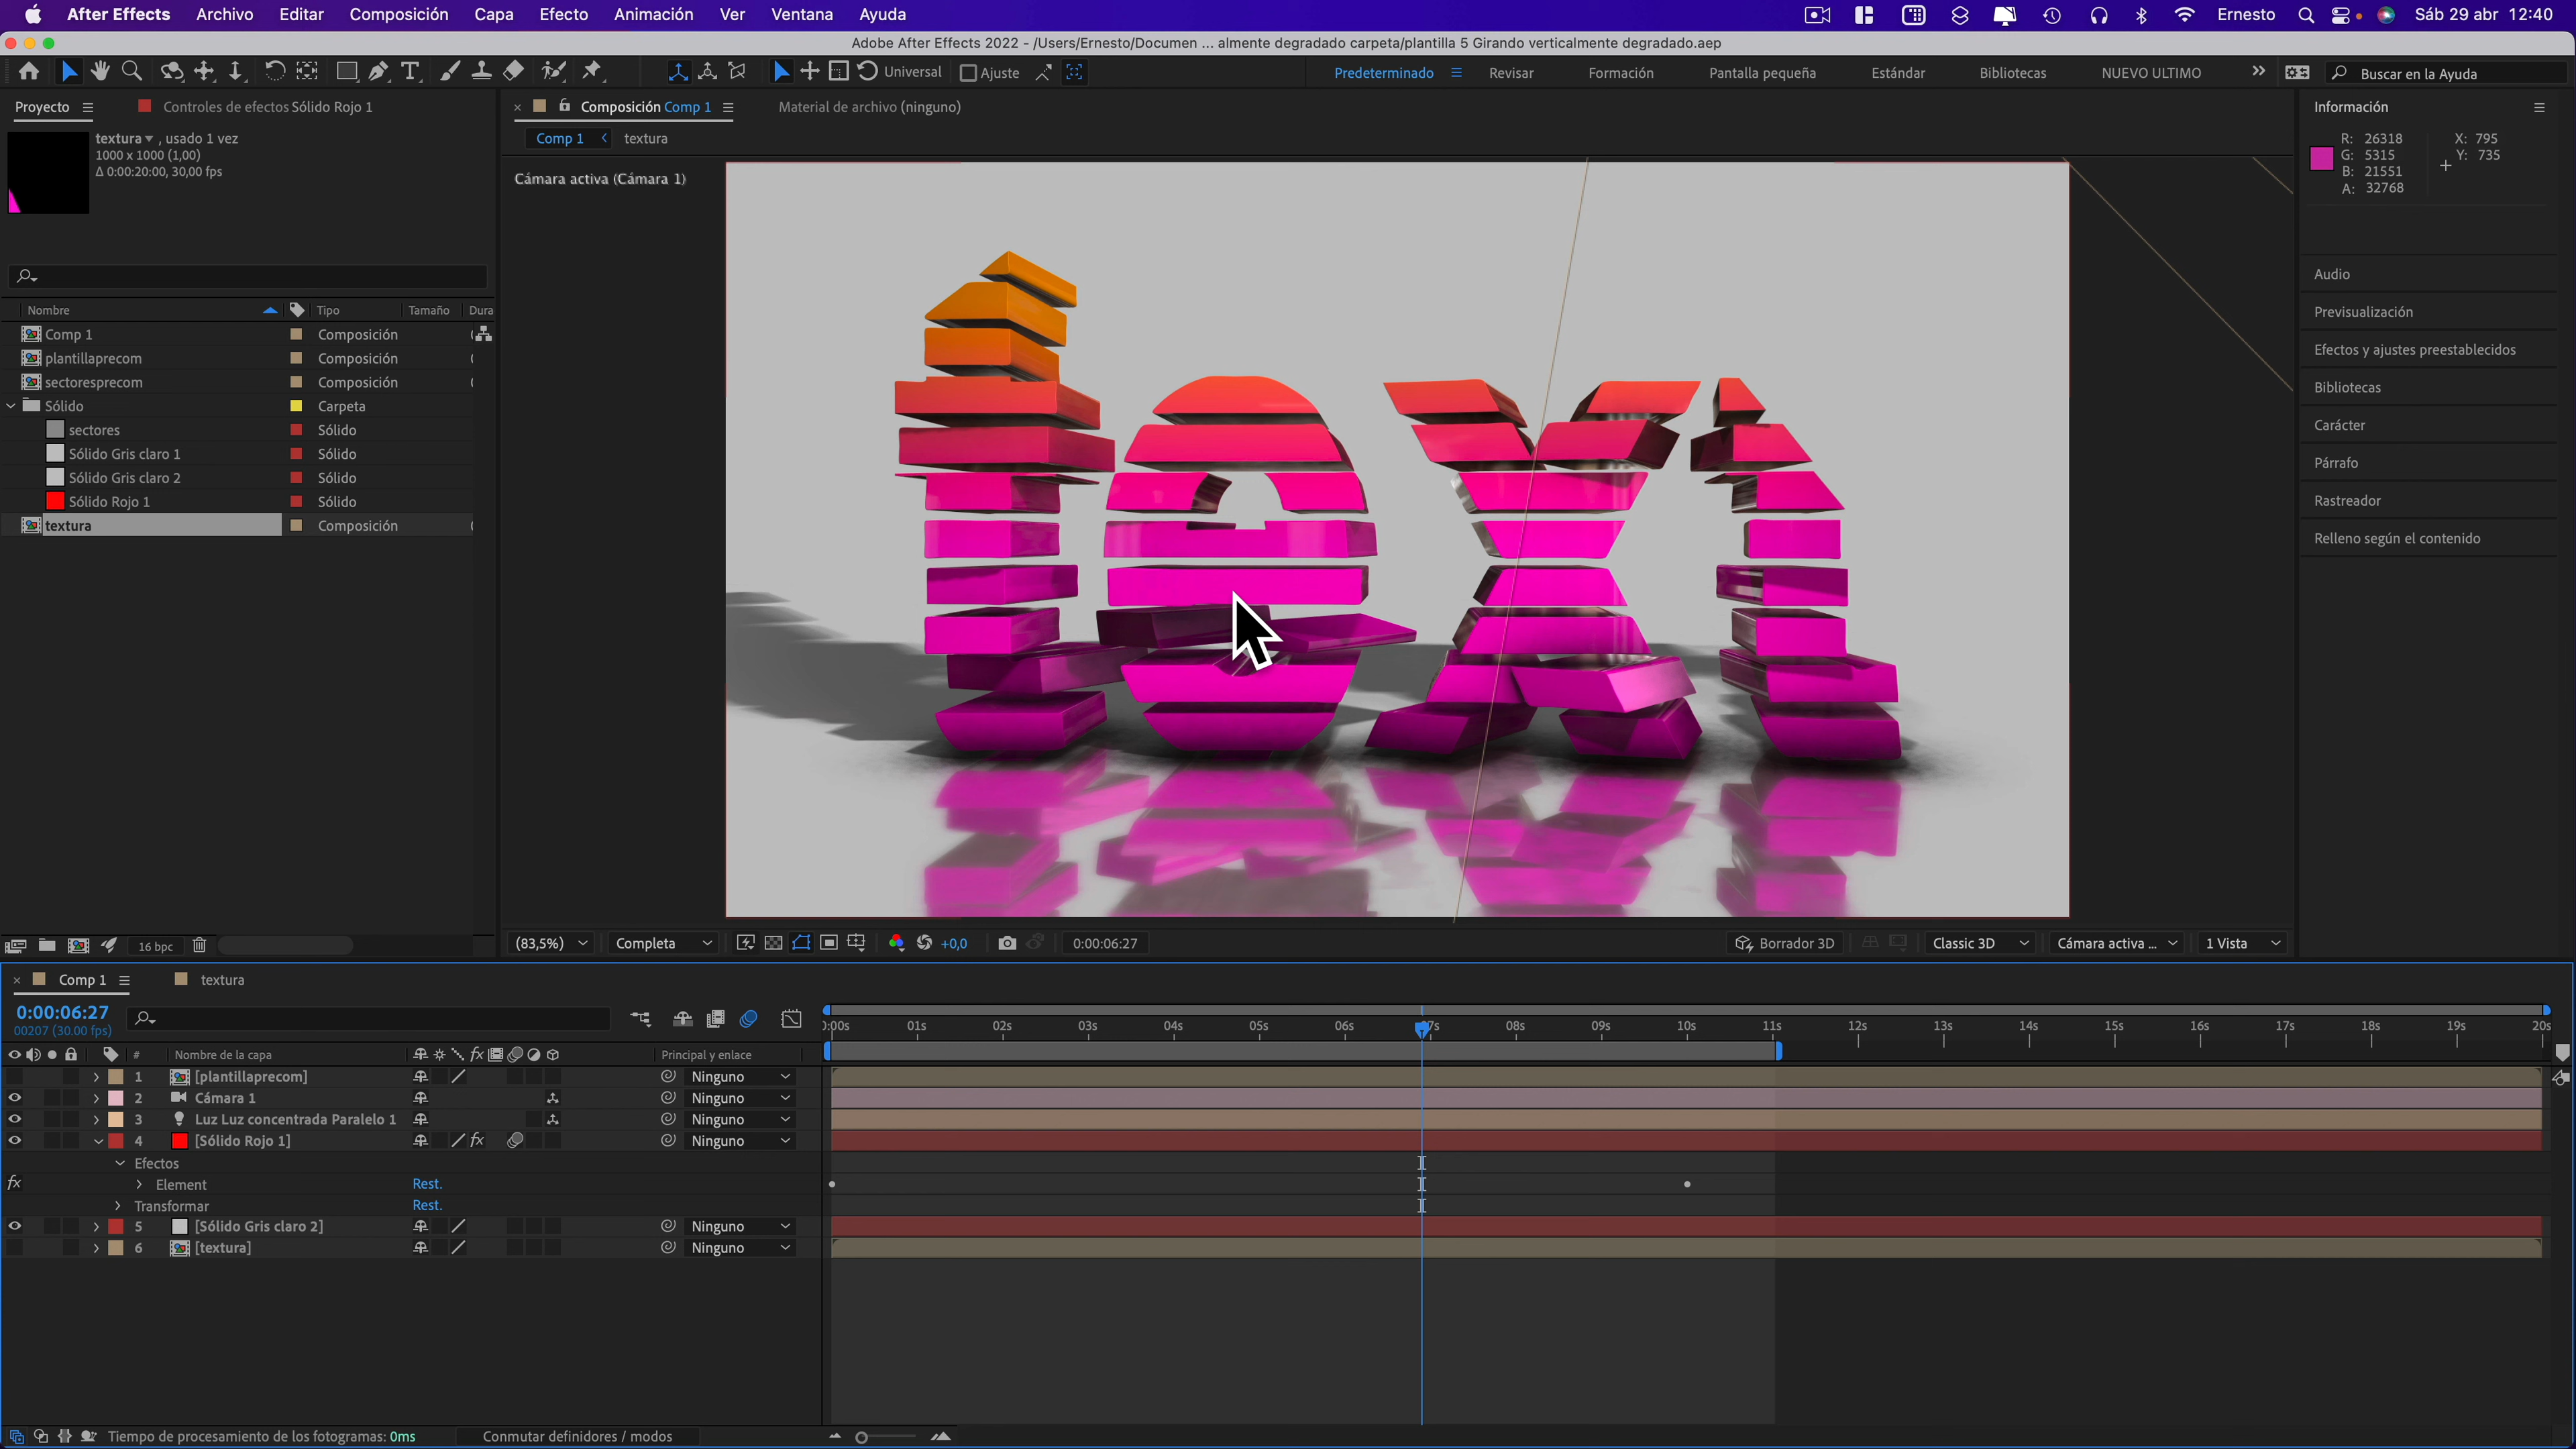 After Effects Archivo Editar Composición Capa Efecto Animación Ver Ventana Ayuda Ernesto Sáb 29 abr 12:40
Adobe After Effects 2022 - /Users/Ernesto/Documen ... almente degradado carpeta/plantilla 5 Girando verticalmente degradado.aep
Universal Ajuste Predeterminado Revisar Formación Pantalla pequeña Estándar Bibliotecas NUEVO ULTIMO Buscar en la Ayuda
Proyecto Controles de efectos Sólido Rojo 1 Composición Comp 1 Material de archivo (ninguno) Información
textura, usado 1 vez
1000 x 1000 (1,00)
Δ 0:00:20:00, 30,00 fps
Comp 1 textura
R: 26318 X: 795
G: 5315 Y: 735
B: 21551
A: 32768
Cámara activa (Cámara 1)
Audio
Previsualización
Efectos y ajustes preestablecidos
Bibliotecas
Carácter
Párrafo
Rastreador
Relleno según el contenido
Nombre Tipo Tamaño Dura
Comp 1 Composición
plantillaprecom Composición
sectoresprecom Composición
Sólido Carpeta
sectores Sólido
Sólido Gris claro 1 Sólido
Sólido Gris claro 2 Sólido
Sólido Rojo 1 Sólido
textura Composición
16 bpc (83,5%) Completa +0,0 0:00:06:27 Borrador 3D Classic 3D Cámara activa ... 1 Vista
Comp 1 textura
0:00:06:27
00207 (30.00 fps)
:00s 01s 02s 03s 04s 05s 06s 7s 08s 09s 10s 11s 12s 13s 14s 15s 16s 17s 18s 19s 20s
# Nombre de la capa fx Principal y enlace
1 [plantillaprecom] Ninguno
2 Cámara 1 Ninguno
3 Luz Luz concentrada Paralelo 1 Ninguno
4 [Sólido Rojo 1] fx Ninguno
Efectos
fx Element Rest.
Transformar Rest.
5 [Sólido Gris claro 2] Ninguno
6 [textura] Ninguno
Tiempo de procesamiento de los fotogramas: 0ms Conmutar definidores / modos